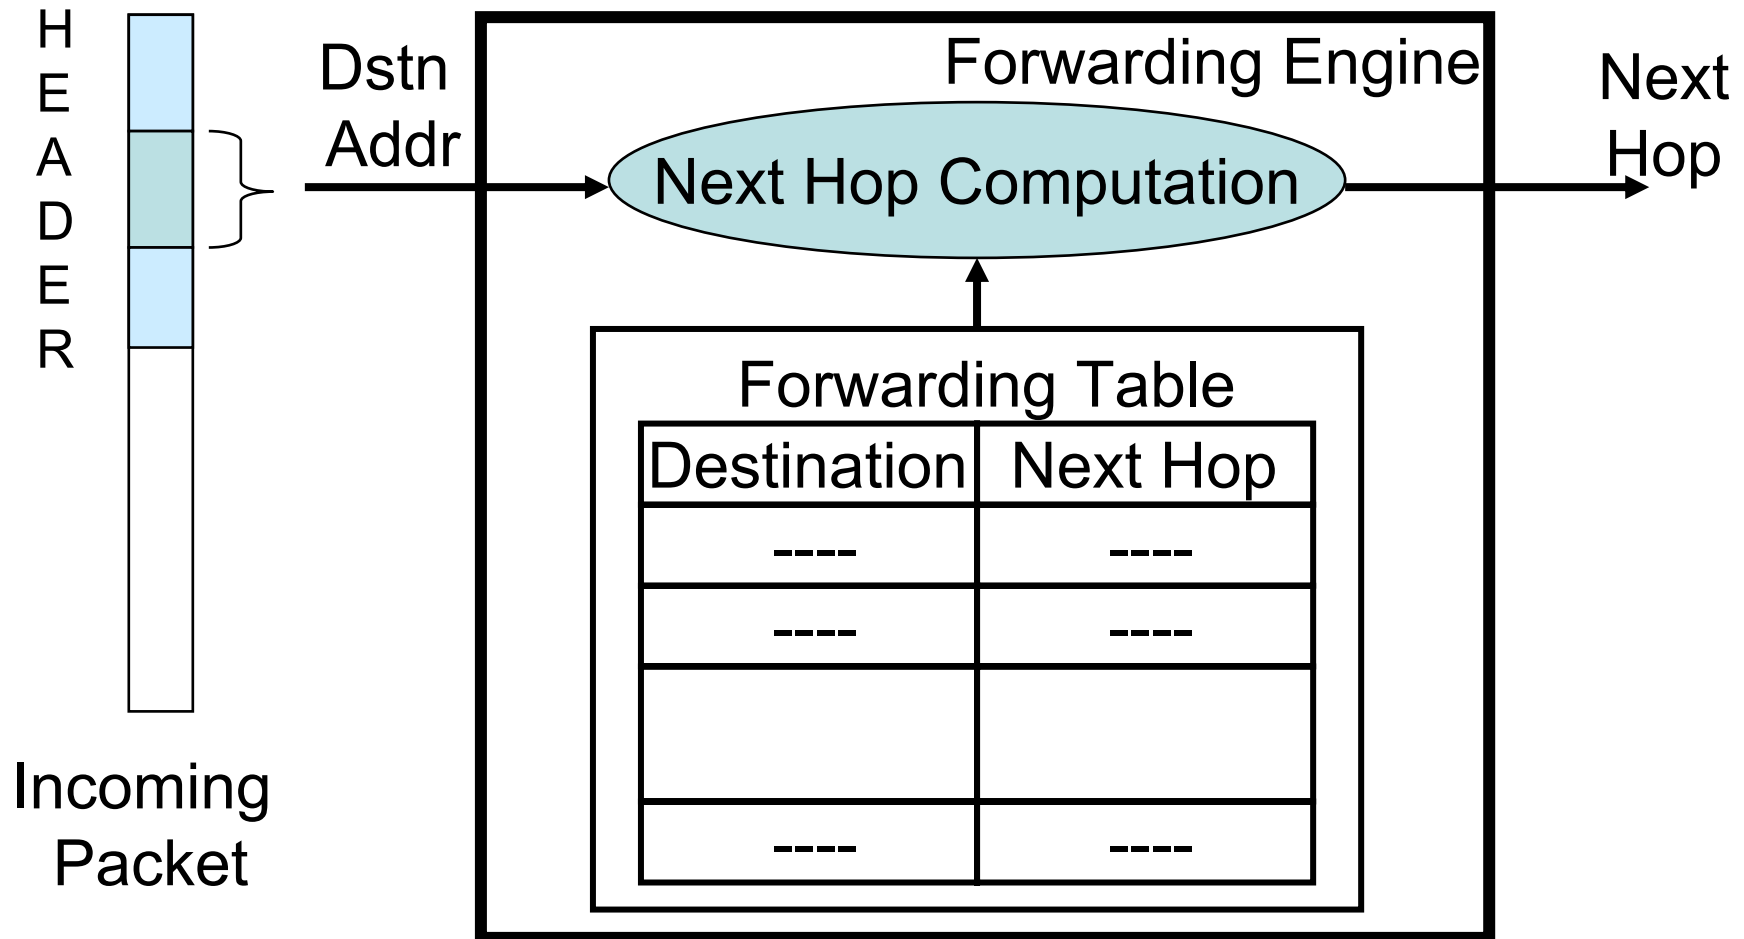 H
E
A
D
E
R
Dstn
Addr
Forwarding Engine
Next
Hop
Next Hop Computation
Forwarding Table
Destination Next Hop
---- ----
---- ----
---- ----
Incoming
Packet